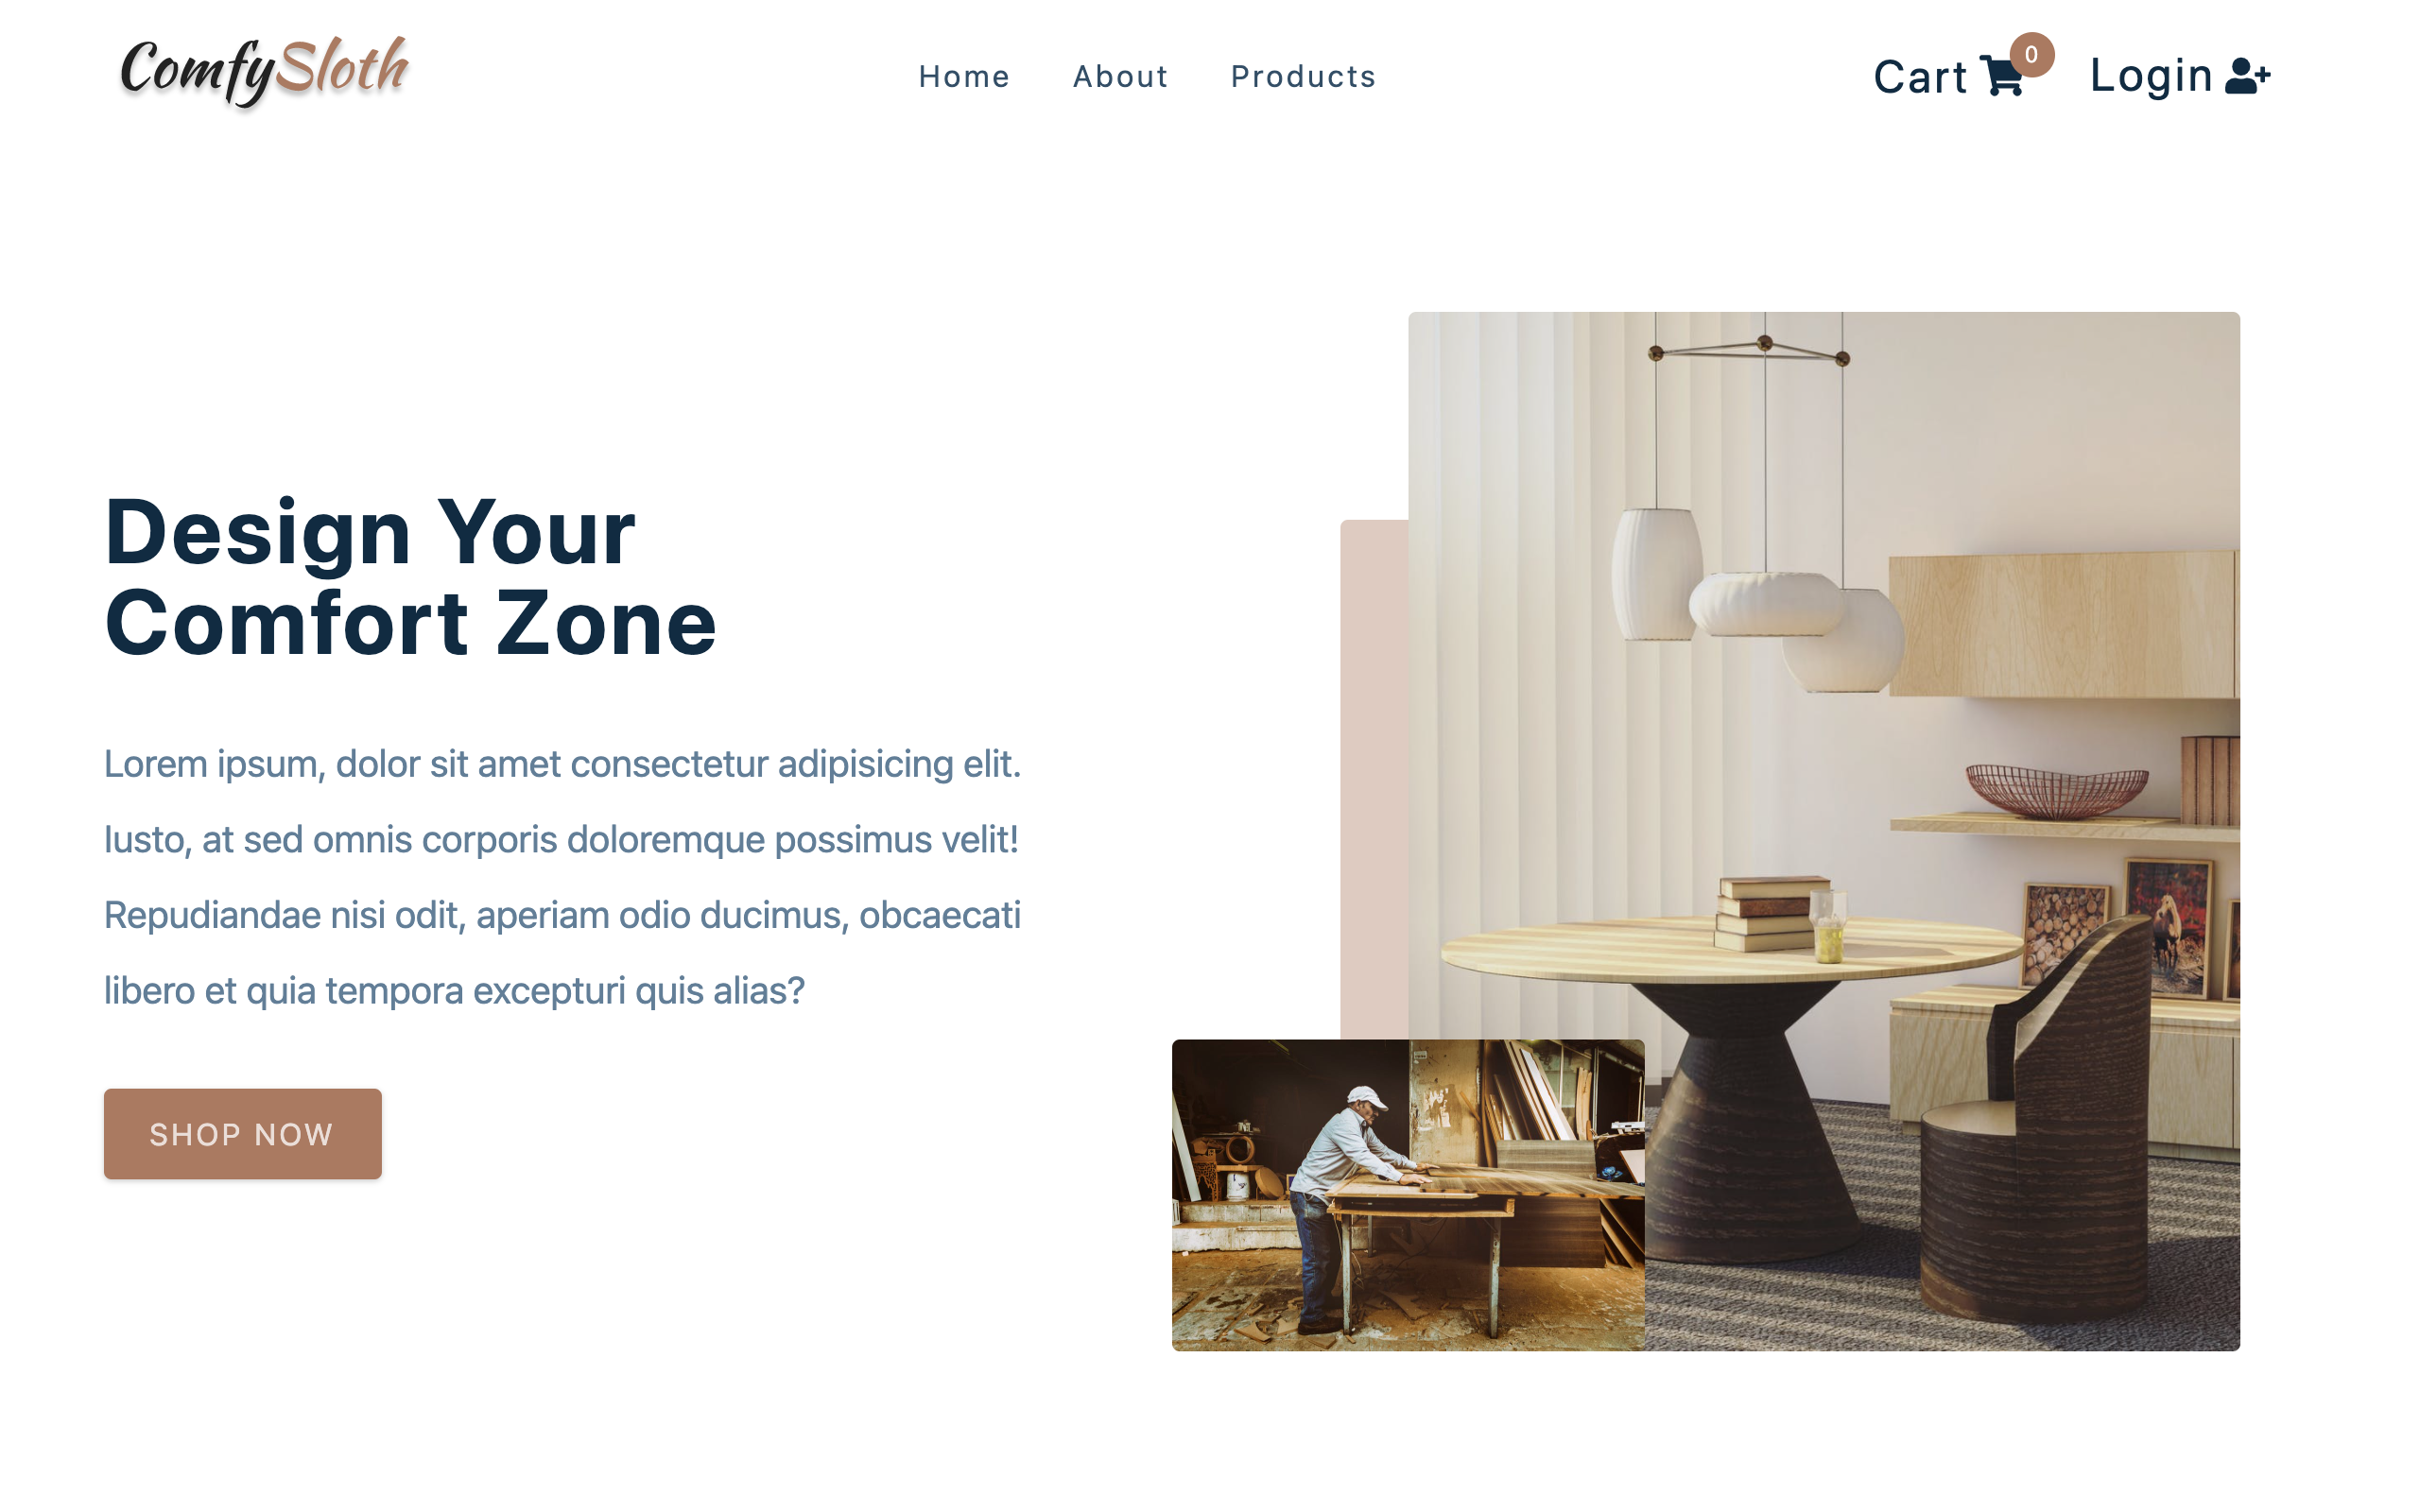 ComfySloth
Home About Products
Cart 0 Login
Design Your
Comfort Zone
Lorem ipsum, dolor sit amet consectetur adipisicing elit.
Iusto, at sed omnis corporis doloremque possimus velit!
Repudiandae nisi odit, aperiam odio ducimus, obcaecati
libero et quia tempora excepturi quis alias?
SHOP NOW